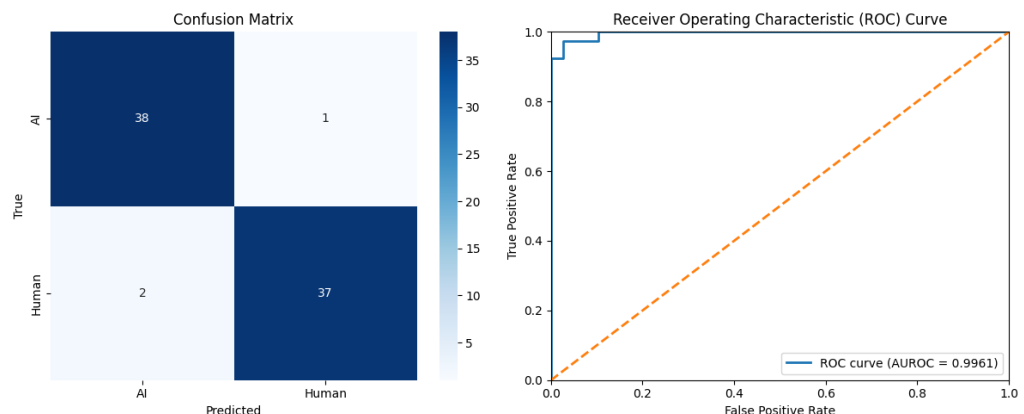 Confusion Matrix
AI
Human
True
38
1
2
37
AI
Human
Predicted
35
30
25
20
15
10
5
Receiver Operating Characteristic (ROC) Curve
1.0
0.8
0.6
0.4
0.2
0.0
True Positive Rate
ROC curve (AUROC = 0.9961)
0.0
0.2
0.4
0.6
0.8
1.0
False Positive Rate